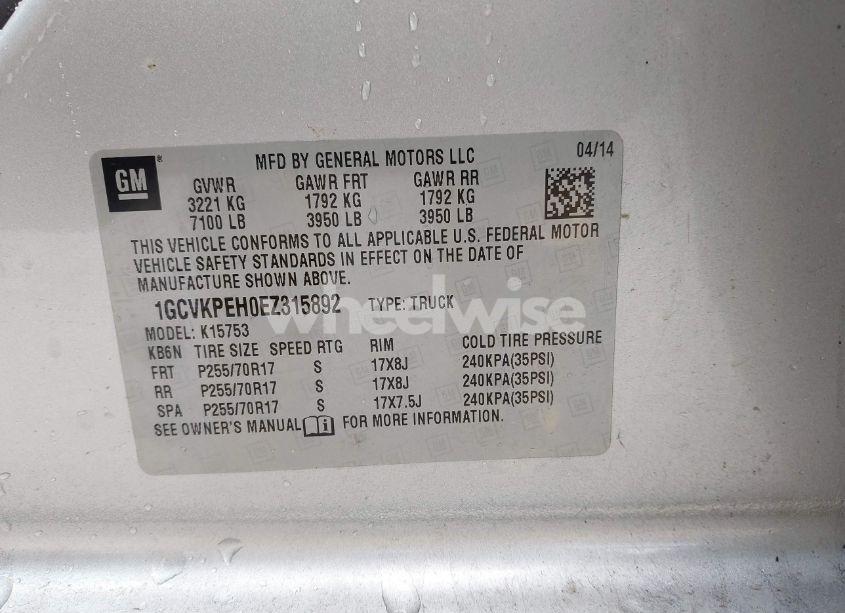 GM
MFD BY GENERAL MOTORS LLC 04/14
GVWR GAWR FRT GAWR RR
3221 KG 1792 KG 1792 KG
7100 LB 3950 LB 3950 LB
THIS VEHICLE CONFORMS TO ALL APPLICABLE U.S. FEDERAL MOTOR
VEHICLE SAFETY STANDARDS IN EFFECT ON THE DATE OF
MANUFACTURE SHOWN ABOVE.
1GCVKPEH0EZ315892 TYPE: TRUCK
wheelwise
MODEL: K15753
KB6N TIRE SIZE SPEED RTG RIM COLD TIRE PRESSURE
FRT P255/70R17 S 17X8J 240KPA(35PSI)
RR P255/70R17 S 17X8J 240KPA(35PSI)
SPA P255/70R17 S 17X7.5J 240KPA(35PSI)
SEE OWNER'S MANUAL FOR MORE INFORMATION.